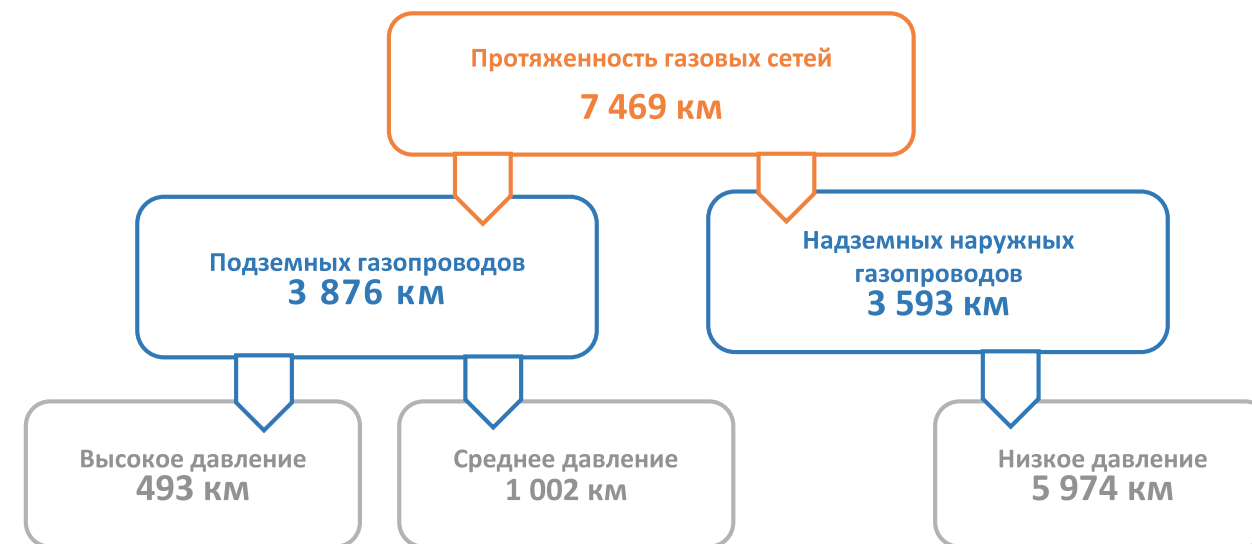 Протяженность газовых сетей
7 469 км
Подземных газопроводов
3 876 км
Надземных наружных
газопроводов
3 593 км
Высокое давление
493 км
Среднее давление
1 002 км
Низкое давление
5 974 км